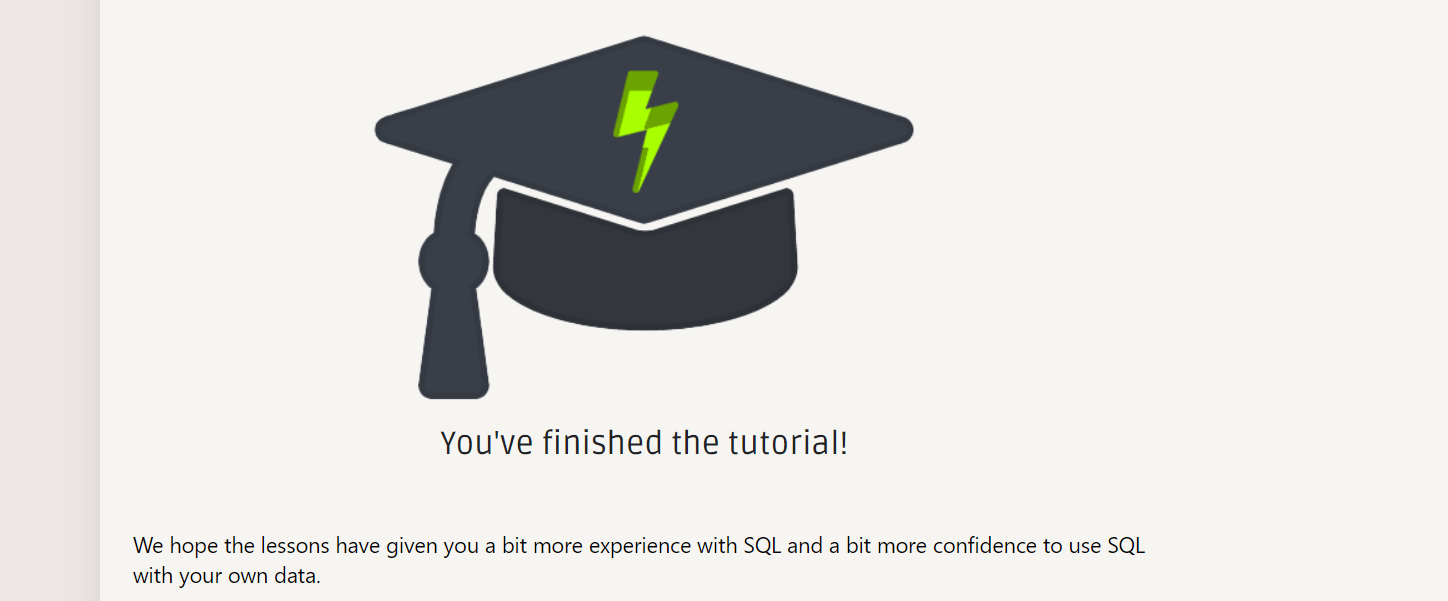 You've finished the tutorial!
We hope the lessons have given you a bit more experience with SQL and a bit more confidence to use SQL
with your own data.